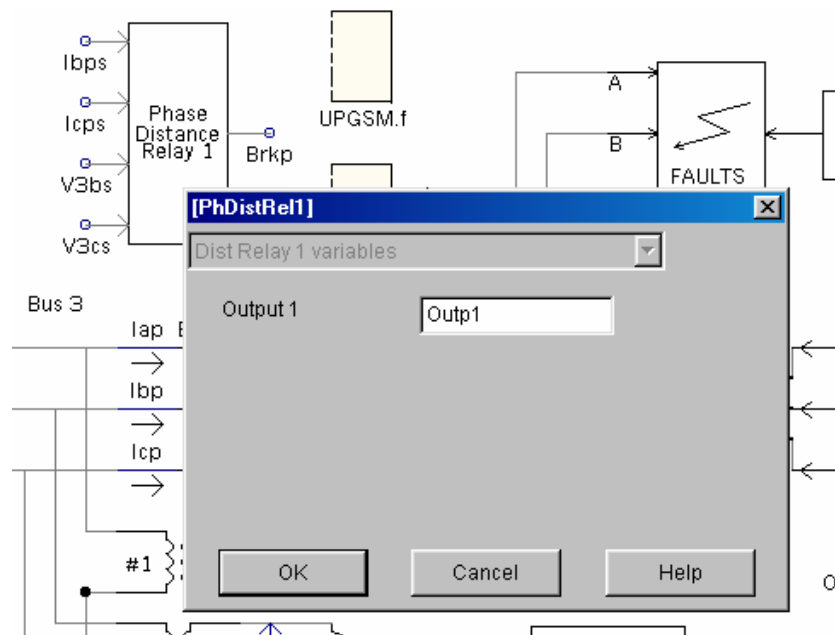 Ibps
Icps
V3bs
V3cs
Phase
Distance
Relay 1
Brkp
UPGSM.f
A
B
FAULTS
[PhDistRel1]
Dist Relay 1 variables
Output 1
Outp1
Bus 3
Iap
Ibp
Icp
#1
OK
Cancel
Help